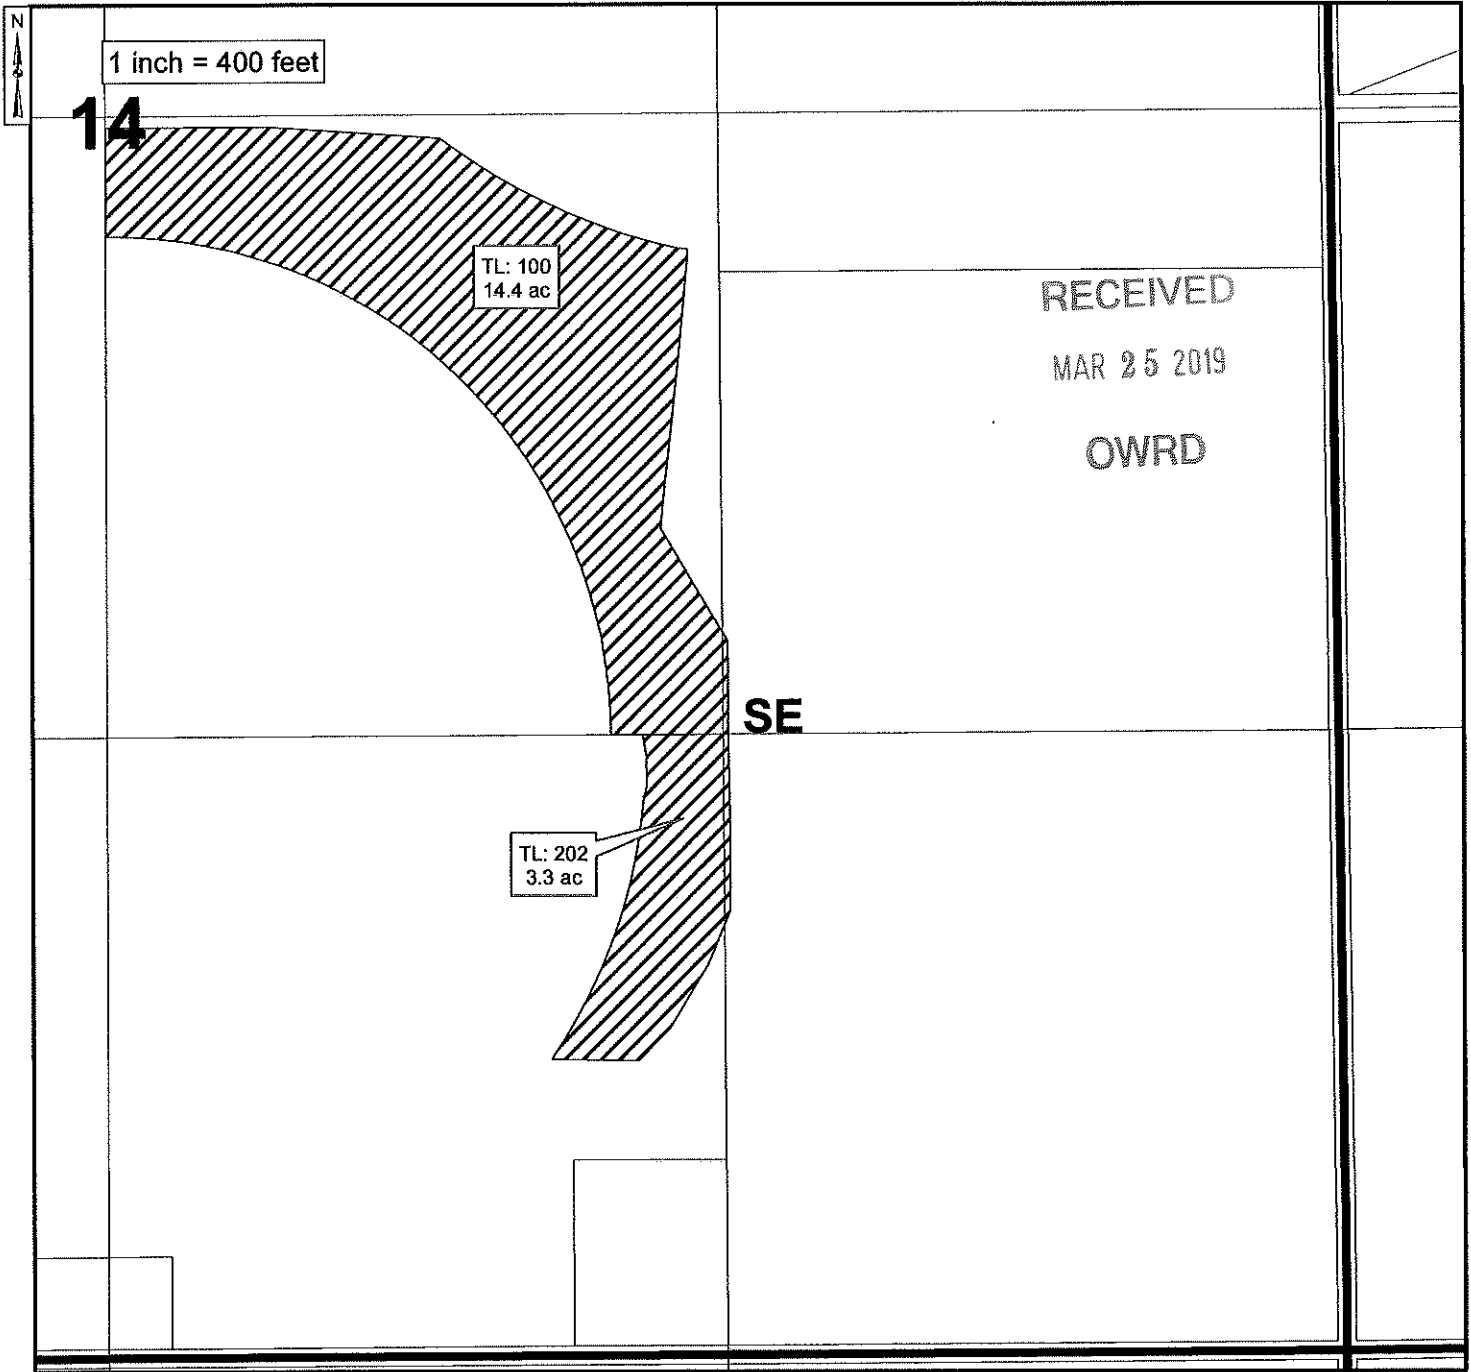 N
1 inch = 400 feet
14
TL: 100
14.4 ac
RECEIVED
MAR 25 2019
OWRD
SE
TL: 202
3.3 ac